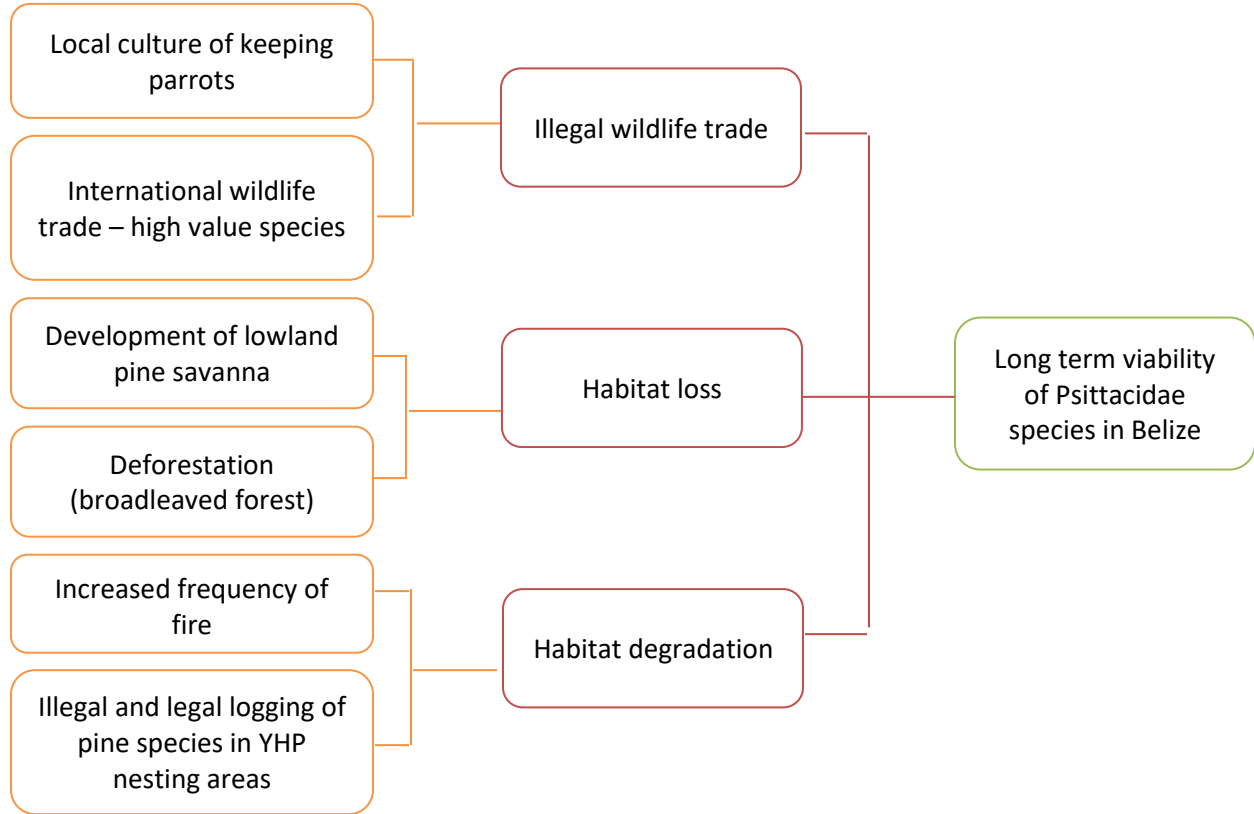 Local culture of keeping
parrots
International wildlife
trade – high value species
Development of lowland
pine savanna
Deforestation
(broadleaved forest)
Increased frequency of
fire
Illegal and legal logging of
pine species in YHP
nesting areas
Illegal wildlife trade
Habitat loss
Habitat degradation
Long term viability
of Psittacidae
species in Belize